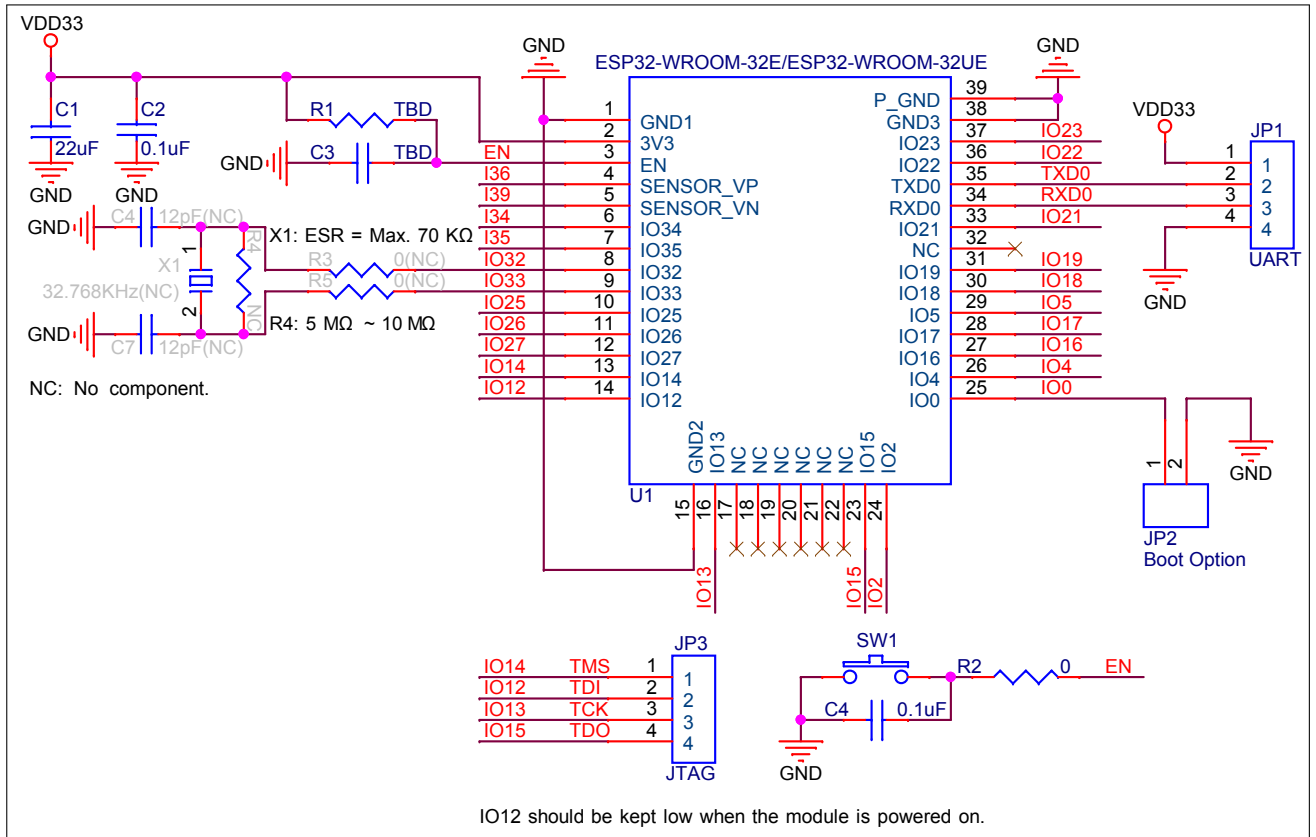 VDD33
C1
22uF
GND
C2
0.1uF
GND
R1 TBD
GND C3 TBD
GND C4 12pF(NC)
1
X1
32.768KHz(NC)
2
R4
NC
GND C7 12pF(NC)
X1: ESR = Max. 70 KΩ
R3 0(NC)
R5 0(NC)
R4: 5 MΩ ~ 10 MΩ
NC: No component.
GND
ESP32-WROOM-32E/ESP32-WROOM-32UE
GND
1 GND1
2 3V3
EN 3 EN
I36 4 SENSOR_VP
I39 5 SENSOR_VN
I34 6 IO34
I35 7 IO35
IO32 8 IO32
IO33 9 IO33
IO25 10 IO25
IO26 11 IO26
IO27 12 IO27
IO14 13 IO14
IO12 14 IO12
P_GND 39
GND3 38
IO23 37 IO23
IO22 36 IO22
TXD0 35 TXD0
RXD0 34 RXD0
IO21 33 IO21
NC 32
IO19 31 IO19
IO18 30 IO18
IO5 29 IO5
IO17 28 IO17
IO16 27 IO16
IO4 26 IO4
IO0 25 IO0
GND2 IO13 NC NC NC NC NC NC IO15 IO2
U1
15 16 17 18 19 20 21 22 23 24
IO13 IO15 IO2
VDD33
JP1
1 1
2 2
3 3
4 4
UART
GND
GND
1 2
JP2
Boot Option
JP3
IO14 TMS 1 1
IO12 TDI 2 2
IO13 TCK 3 3
IO15 TDO 4 4
JTAG
SW1
R2 0 EN
C4 0.1uF
GND
IO12 should be kept low when the module is powered on.